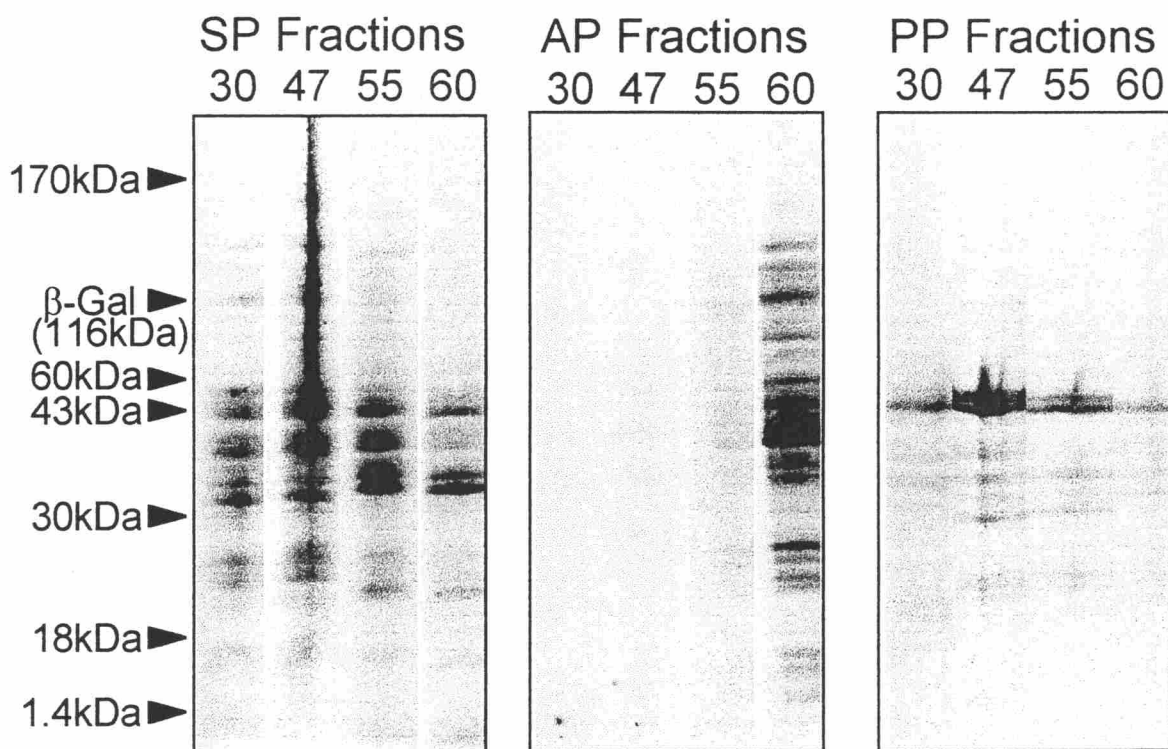 SP Fractions
30 47 55 60
AP Fractions
30 47 55 60
PP Fractions
30 47 55 60
170kDa
β-Gal
(116kDa)
60kDa
43kDa
30kDa
18kDa
1.4kDa